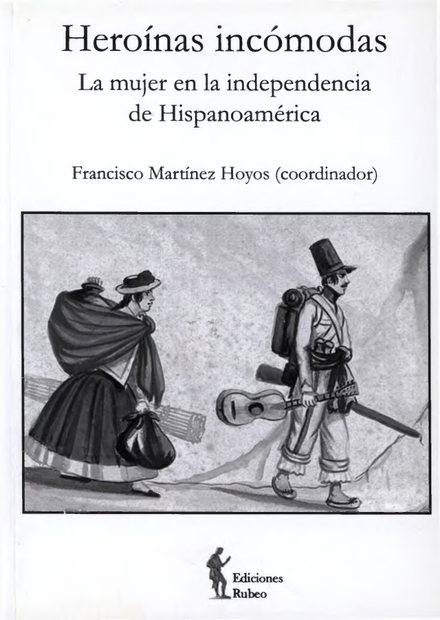 Heroínas incómodas
La mujer en la independencia
de Hispanoamérica
Francisco Martínez Hoyos (coordinador)
Ediciones
Rubeo